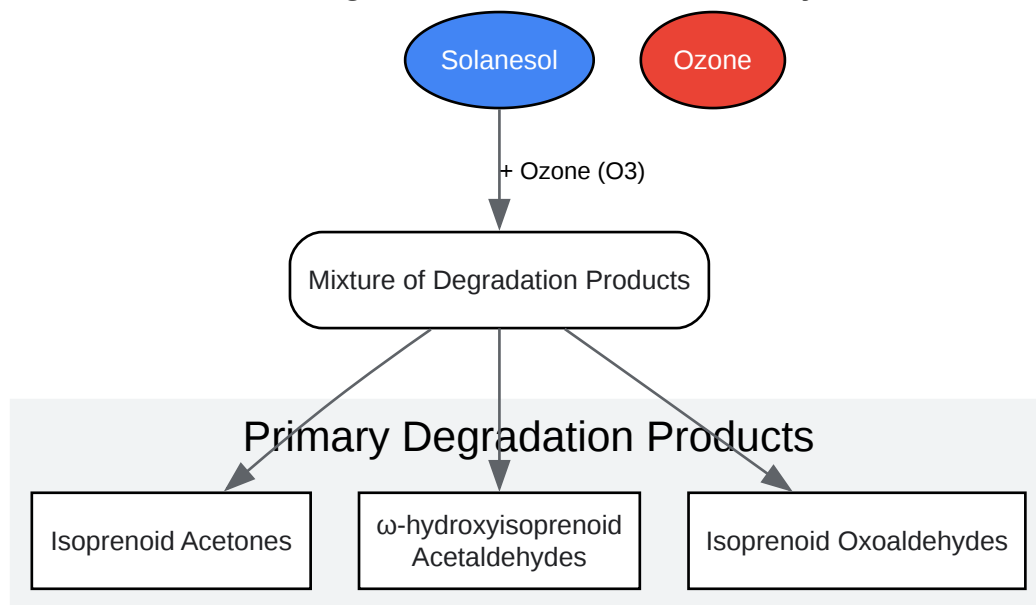 Solanesol
Ozone
+ Ozone (O3)
Mixture of Degradation Products
Primary Degradation Products
Isoprenoid Acetones
ω-hydroxyisoprenoid
Acetaldehydes
Isoprenoid Oxoaldehydes